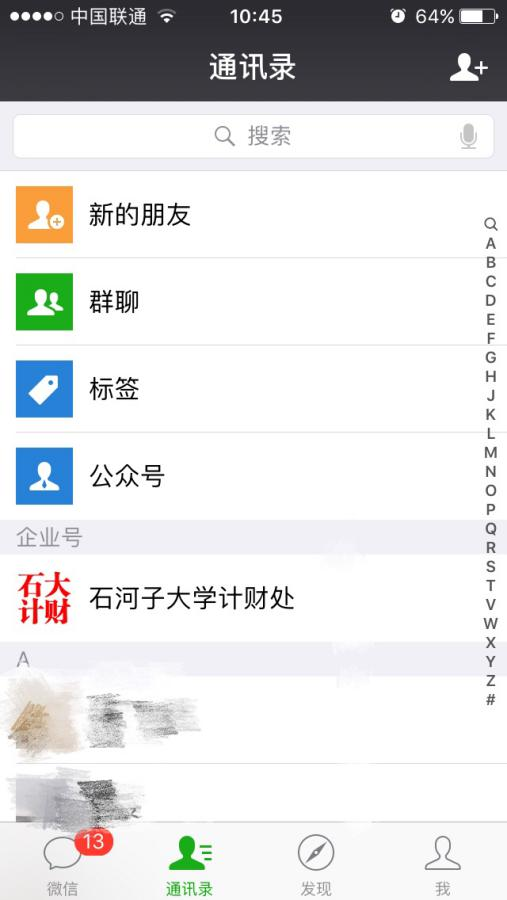 中国联通 10:45 64%
通讯录
搜索
新的朋友
群聊
标签
公众号
企业号
石大
计财
石河子大学计财处
A
A
B
C
D
E
F
G
H
J
K
L
M
N
O
P
Q
R
S
T
V
W
X
Y
Z
#
13
微信 通讯录 发现 我